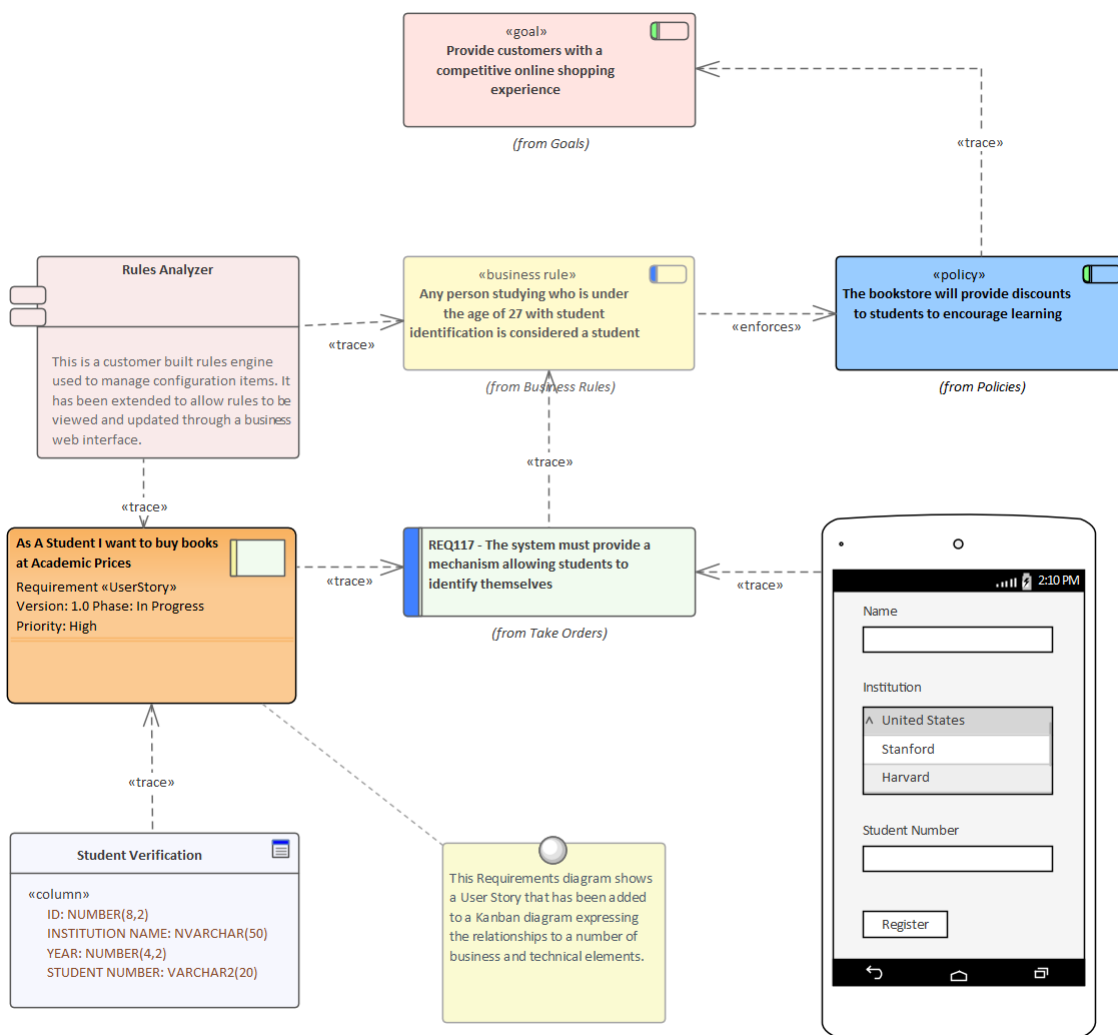 «goal»
Provide customers with a
competitive online shopping
experience
(from Goals)
«trace»
Rules Analyzer
This is a customer built rules engine
used to manage configuration items. It
has been extended to allow rules to be
viewed and updated through a business
web interface.
«trace»
«business rule»
Any person studying who is under
the age of 27 with student
identification is considered a student
(from Business Rules)
«enforces»
«policy»
The bookstore will provide discounts
to students to encourage learning
(from Policies)
«trace»
«trace»
As A Student I want to buy books
at Academic Prices
Requirement «UserStory»
Version: 1.0 Phase: In Progress
Priority: High
«trace»
REQ117 - The system must provide a
mechanism allowing students to
identify themselves
(from Take Orders)
«trace»
2:10 PM
Name
Institution
^ United States
Stanford
Harvard
Student Number
Register
«trace»
Student Verification
«column»
ID: NUMBER(8,2)
INSTITUTION NAME: NVARCHAR(50)
YEAR: NUMBER(4,2)
STUDENT NUMBER: VARCHAR2(20)
This Requirements diagram shows
a User Story that has been added
to a Kanban diagram expressing
the relationships to a number of
business and technical elements.